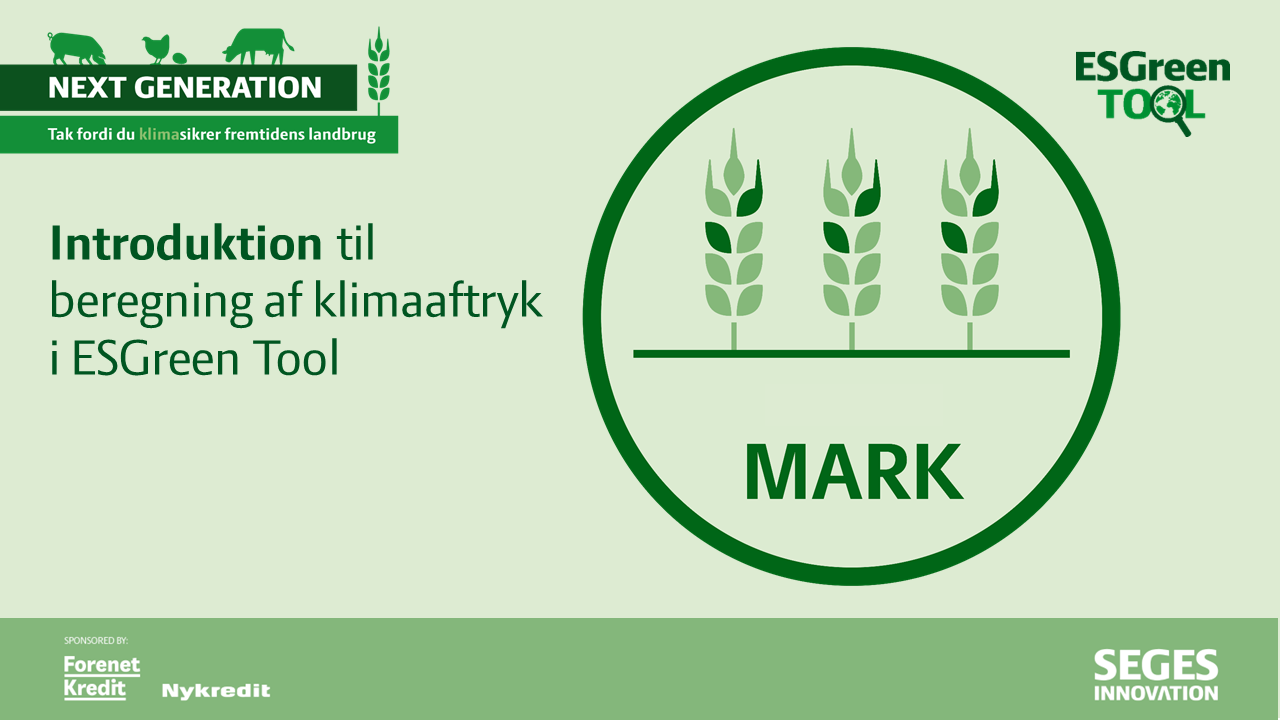 NEXT GENERATION
Tak fordi du klimasikrer fremtidens landbrug
ESGreen
TOOL
Introduktion til
beregning af klimaaftryk
i ESGreen Tool
MARK
SPONSORED BY:
Forenet
Kredit
Nykredit
SEGES
INNOVATION